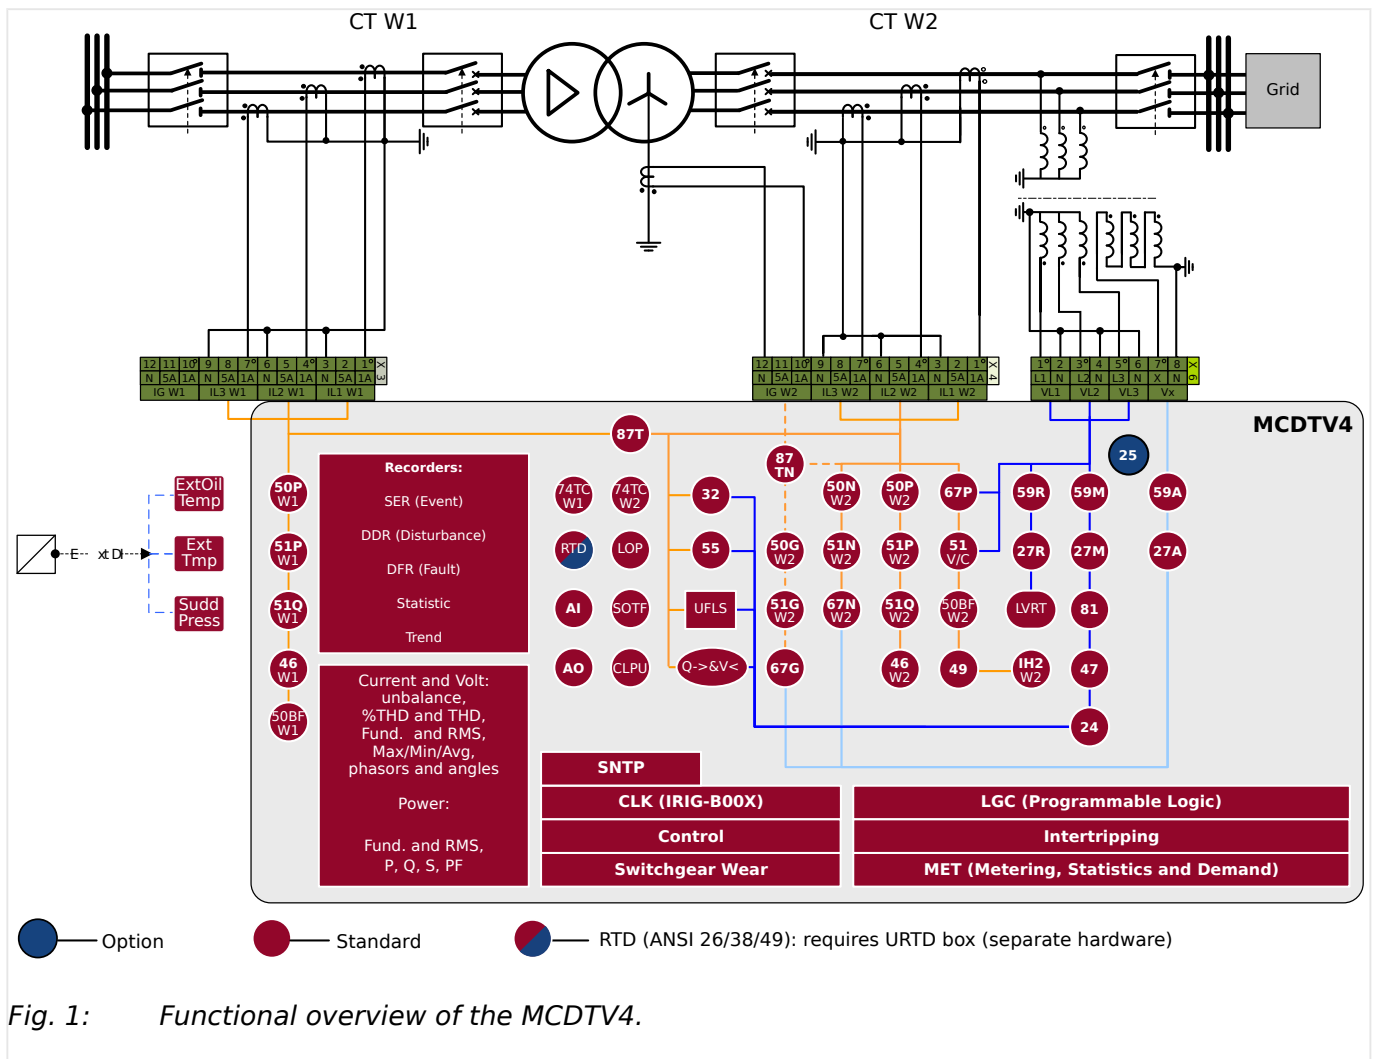 CT W1
CT W2
Grid
12 11 10 9 8 7 6 5 4 3 2 1
N 5A 1A N 5A 1A N 5A 1A N 5A 1A
IG W1 IL3 W1 IL2 W1 IL1 W1
X 3
12 11 10 9 8 7 6 5 4 3 2 1
N 5A 1A N 5A 1A N 5A 1A N 5A 1A
IG W2 IL3 W2 IL2 W2 IL1 W2
X 4
1 2 3 4 5 6 7 8
L1 N L2 N L3 N X N
VL1 VL2 VL3 Vx
X 6
MCDTV4
87T
87
TN
25
ExtOil
Temp
Ext
Tmp
Sudd
Press
E xt DI
50P
W1
51P
W1
51Q
W1
46
W1
50BF
W1
Recorders:
SER (Event)
DDR (Disturbance)
DFR (Fault)
Statistic
Trend
Current and Volt:
unbalance,
%THD and THD,
Fund. and RMS,
Max/Min/Avg,
phasors and angles
Power:
Fund. and RMS,
P, Q, S, PF
74TC
W1
74TC
W2
RTD
LOP
AI
SOTF
AO
CLPU
32
55
UFLS
Q->&V<
50G
W2
51G
W2
67G
50N
W2
51N
W2
67N
W2
50P
W2
51P
W2
51Q
W2
46
W2
67P
51
V/C
50BF
W2
49
IH2
W2
59R
27R
LVRT
59M
27M
81
47
24
59A
27A
SNTP
CLK (IRIG-B00X)
Control
Switchgear Wear
LGC (Programmable Logic)
Intertripping
MET (Metering, Statistics and Demand)
Option
Standard
RTD (ANSI 26/38/49): requires URTD box (separate hardware)
Fig. 1: Functional overview of the MCDTV4.